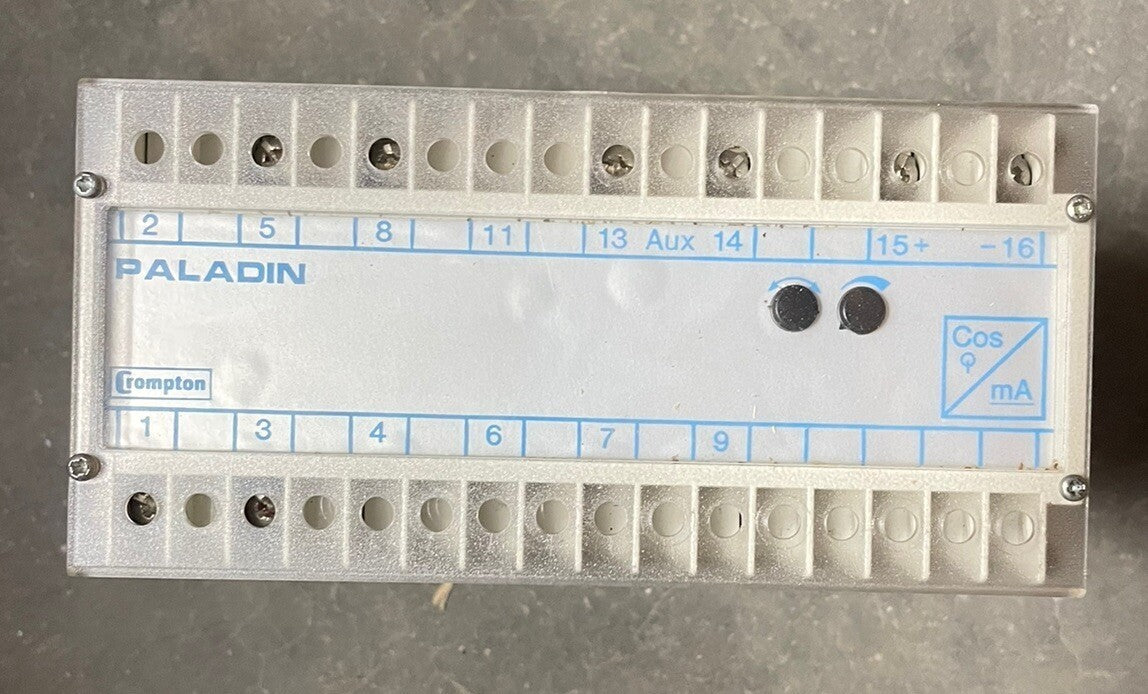 2 5 8 11 13 Aux 14 15+ -16
PALADIN
Cos
φ
mA
Crompton
1 3 4 6 7 9